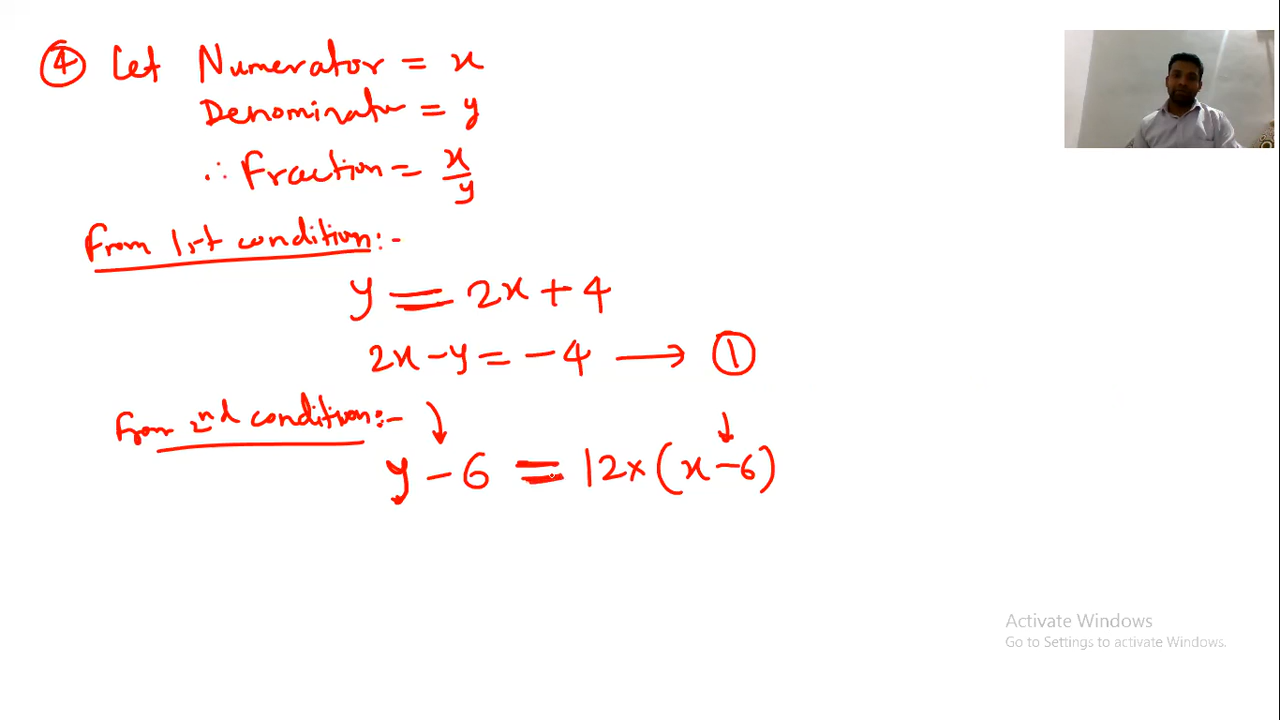 ④ Let Numerator = x
Denominator = y
∴ Fraction = x/y
From 1st condition:-
y = 2x + 4
2x - y = -4 → ①
From 2nd condition:-
y - 6 = 12 × (x - 6)
Activate Windows
Go to Settings to activate Windows.